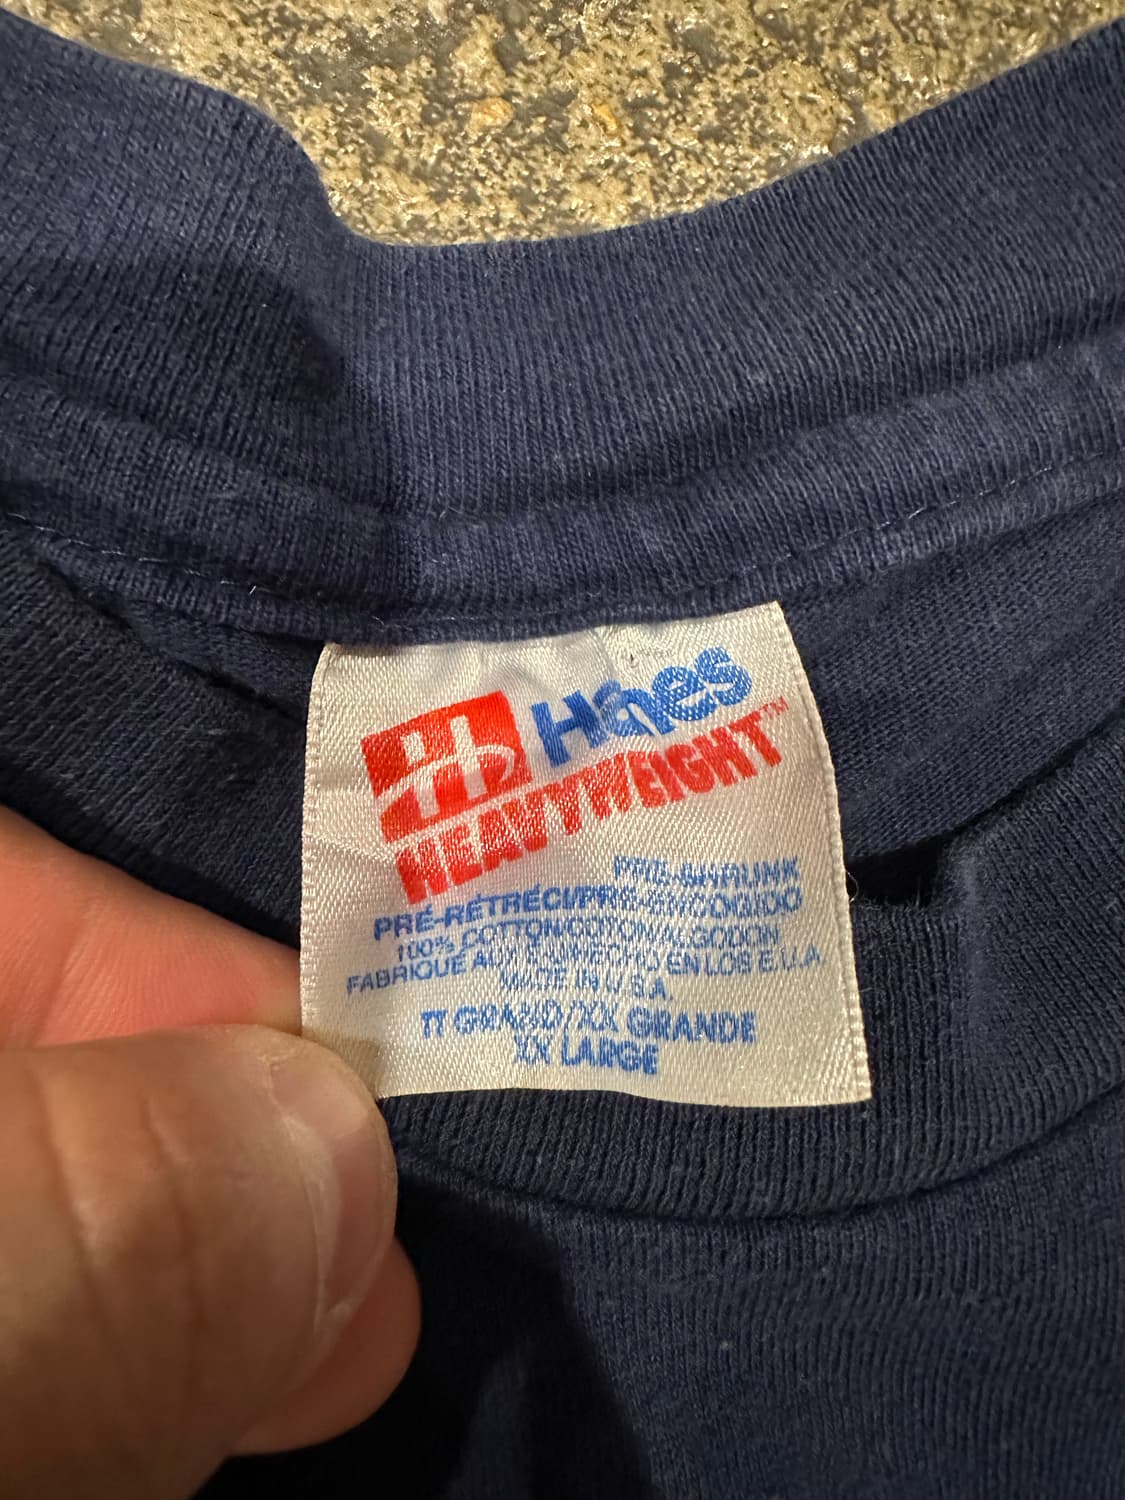 Hanes
HEAVYWEIGHT™
PRE-SHRUNK
PRÉ-RÉTRÉCI/PRE-ENCOGIDO
100% COTTON/COTON/ALGODON
FABRIQUÉ AUX E.U./HECHO EN LOS E.U.A.
MADE IN U.S.A.
TT GRAND/XX GRANDE
XX LARGE